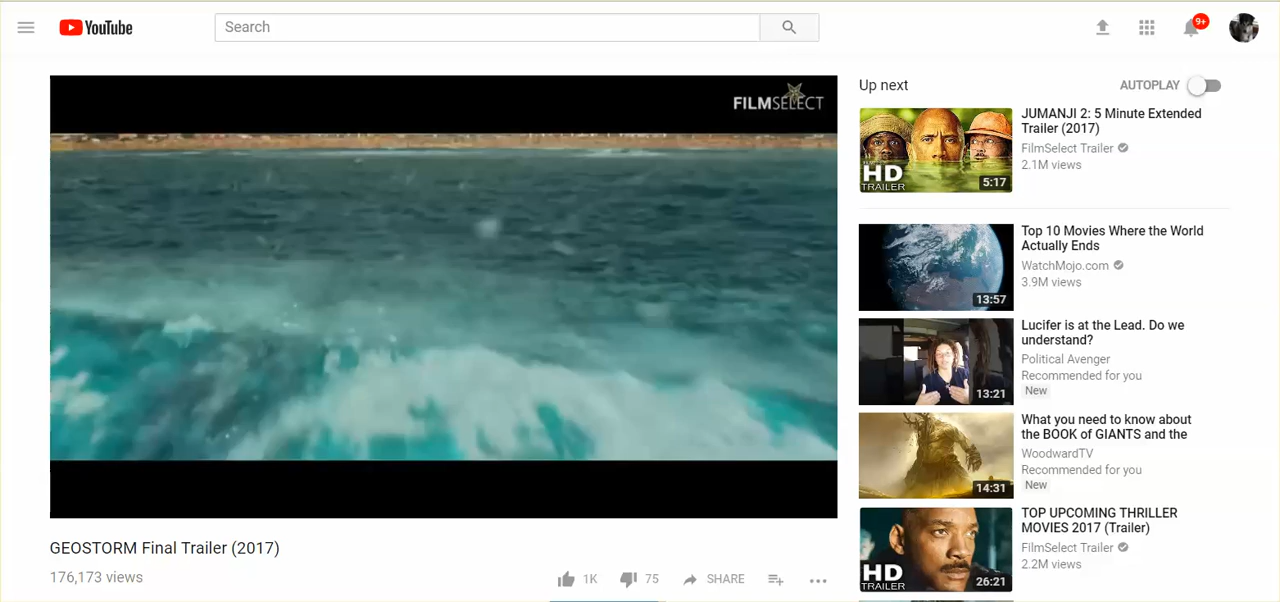 YouTube
Search
9+
FILMSELECT
GEOSTORM Final Trailer (2017)
176,173 views
1K
75
SHARE
Up next
AUTOPLAY
HD
TRAILER
5:17
JUMANJI 2: 5 Minute Extended
Trailer (2017)
FilmSelect Trailer
2.1M views
13:57
Top 10 Movies Where the World
Actually Ends
WatchMojo.com
3.9M views
13:21
Lucifer is at the Lead. Do we
understand?
Political Avenger
Recommended for you
New
14:31
What you need to know about
the BOOK of GIANTS and the
WoodwardTV
Recommended for you
New
HD
TRAILER
26:21
TOP UPCOMING THRILLER
MOVIES 2017 (Trailer)
FilmSelect Trailer
2.2M views